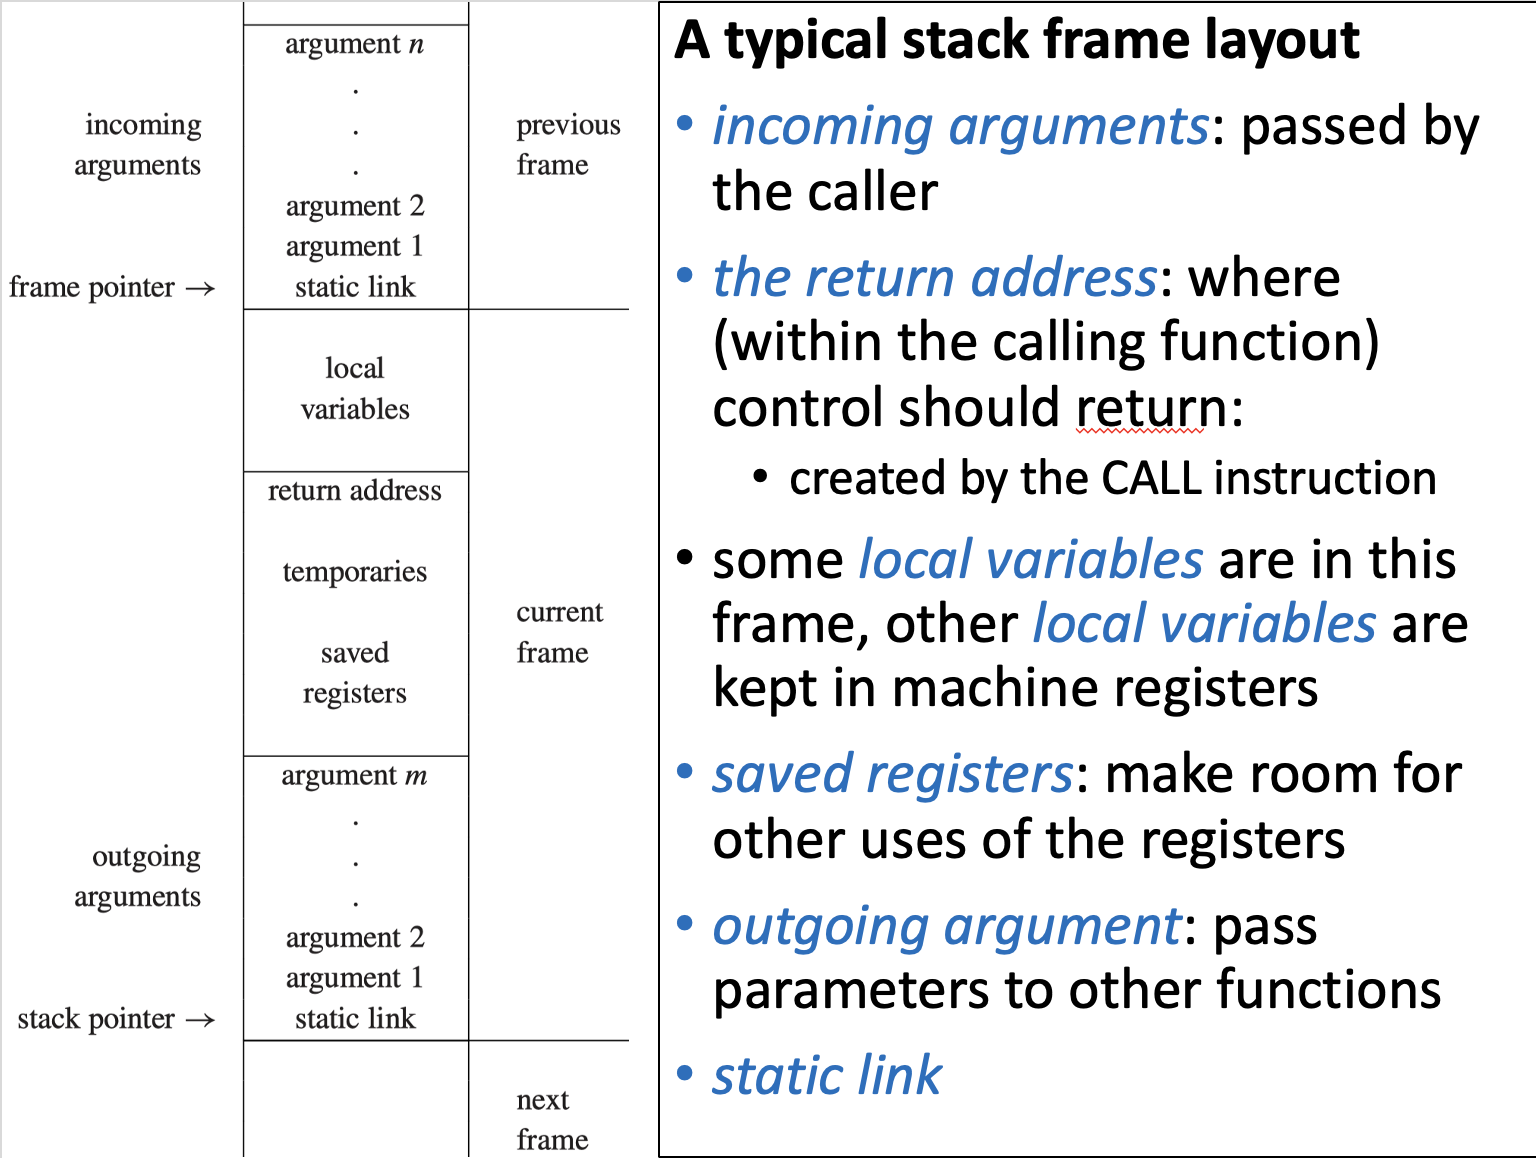 argument n
.
.
.
incoming
arguments
previous
frame
argument 2
argument 1
frame pointer →
static link
local
variables
return address
temporaries
saved
registers
current
frame
argument m
.
.
.
outgoing
arguments
argument 2
argument 1
stack pointer →
static link
next
frame
A typical stack frame layout
• incoming arguments: passed by
the caller
• the return address: where
(within the calling function)
control should return:
• created by the CALL instruction
• some local variables are in this
frame, other local variables are
kept in machine registers
• saved registers: make room for
other uses of the registers
• outgoing argument: pass
parameters to other functions
• static link